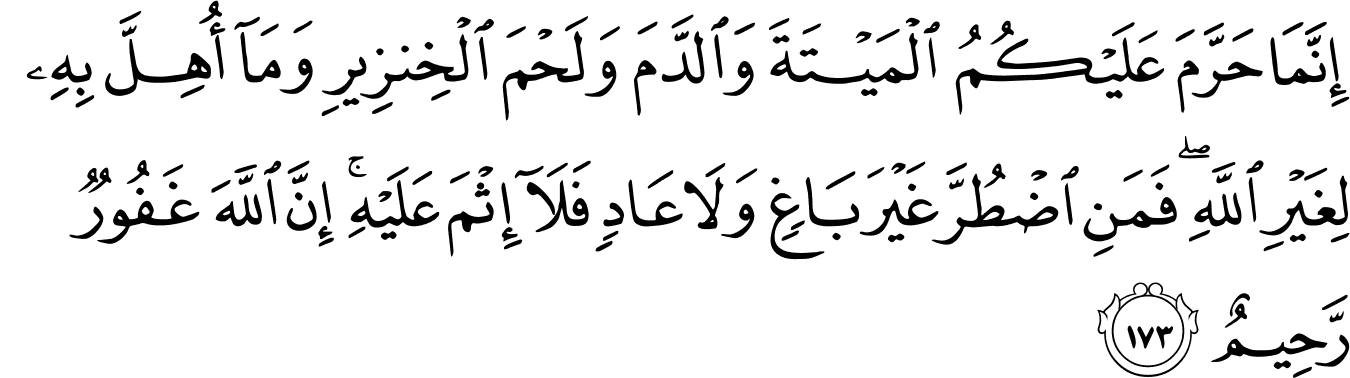 إِنَّمَا حَرَّمَ عَلَيْكُمُ ٱلْمَيْتَةَ وَٱلدَّمَ وَلَحْمَ ٱلْخِنزِيرِ وَمَآ أُهِلَّ بِهِۦ
لِغَيْرِ ٱللَّهِ ۖ فَمَنِ ٱضْطُرَّ غَيْرَ بَاغٍ وَلَا عَادٍ فَلَآ إِثْمَ عَلَيْهِ ۚ إِنَّ ٱللَّهَ غَفُورٌ
رَّحِيمٌ ١٧٣